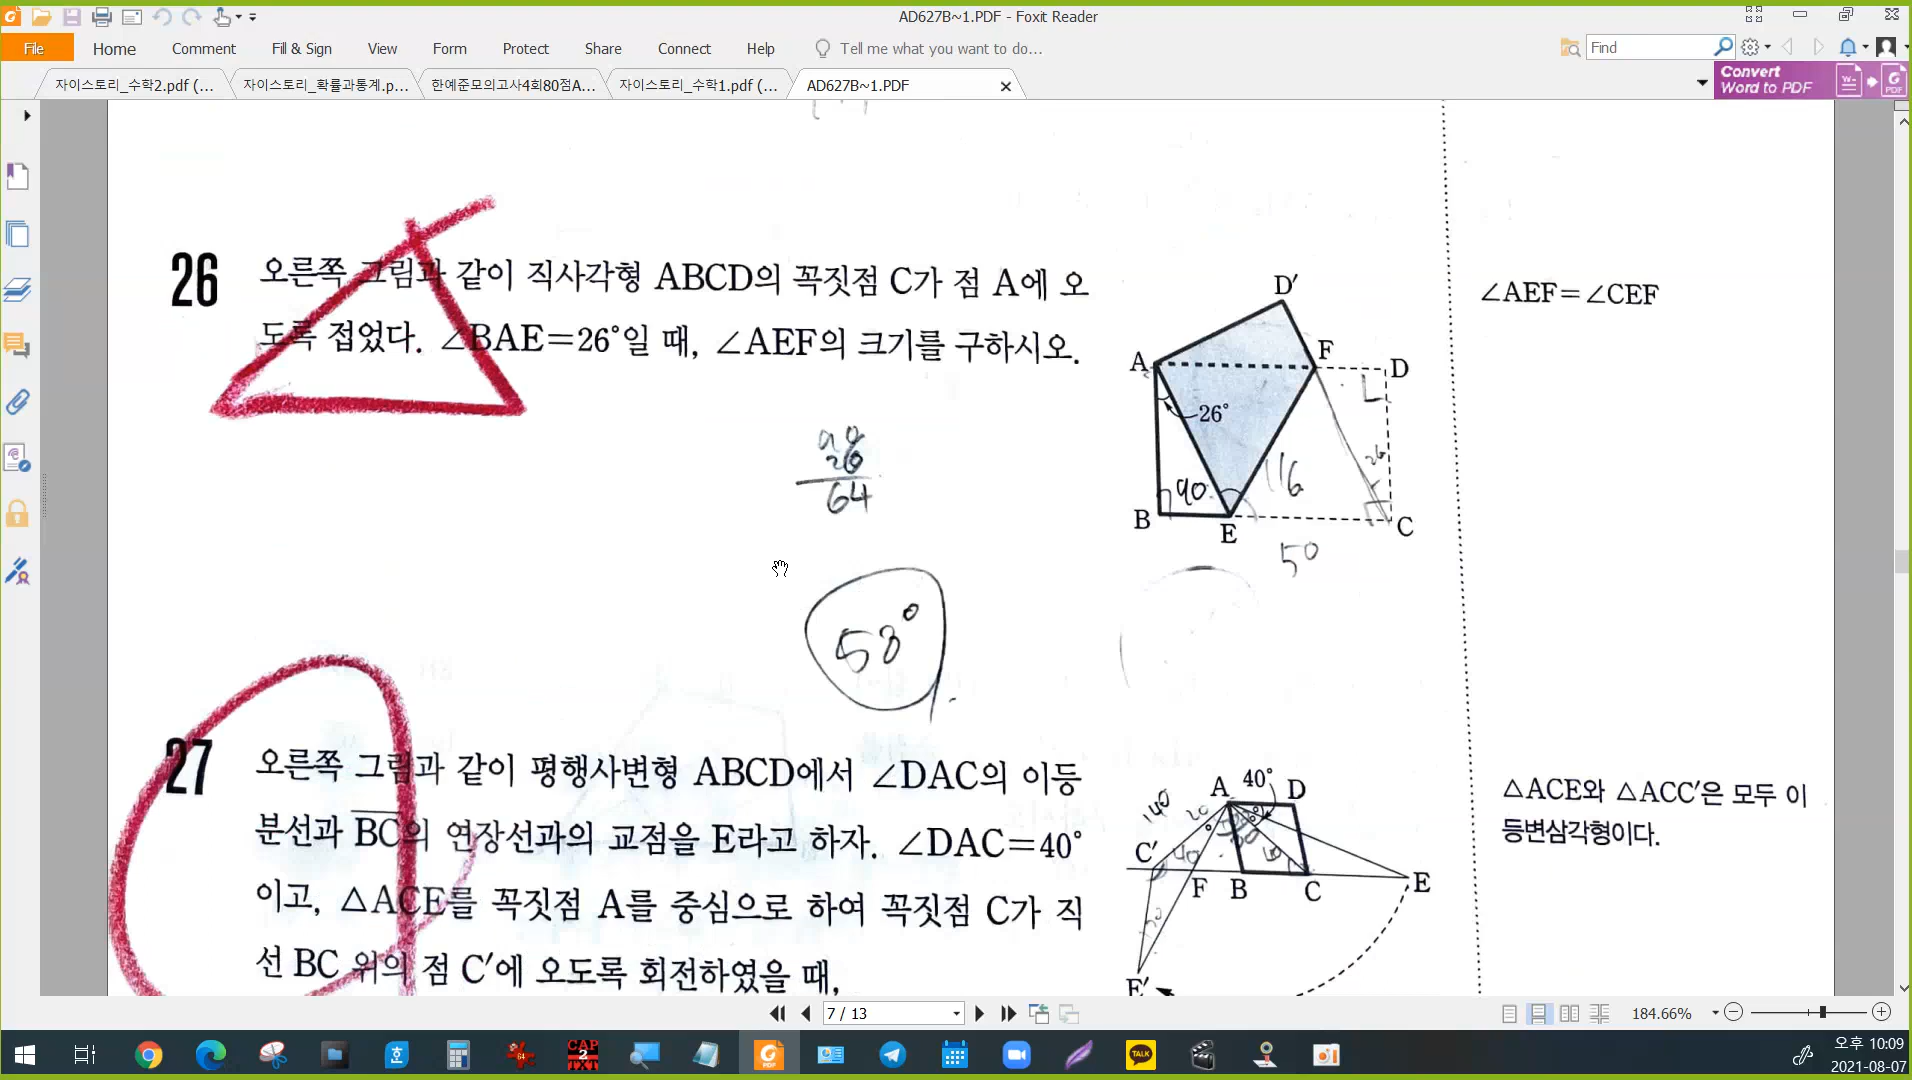 AD627B~1.PDF - Foxit Reader
File Home Comment Fill & Sign View Form Protect Share Connect Help Tell me what you want to do... Find
자이스토리_수학2.pdf (... 자이스토리_확률과통계.p... 한예준모의고사4회80점A... 자이스토리_수학1.pdf (... AD627B~1.PDF
Convert
Word to PDF
26 오른쪽 그림과 같이 직사각형 ABCD의 꼭짓점 C가 점 A에 오
도록 접었다. ∠BAE=26°일 때, ∠AEF의 크기를 구하시오.
∠AEF=∠CEF
D′
A
F
D
26°
26
90
116
B
E
C
50
26
64
58°
27 오른쪽 그림과 같이 평행사변형 ABCD에서 ∠DAC의 이등
분선과 BC의 연장선과의 교점을 E라고 하자. ∠DAC=40°
이고, △ACE를 꼭짓점 A를 중심으로 하여 꼭짓점 C가 직
선 BC 위의 점 C′에 오도록 회전하였을 때,
△ACE와 △ACC′은 모두 이
등변삼각형이다.
A 40° D
140
20
C′
40
F B C E
E′
7 / 13
184.66%
CAP
2
TXT
TALK
오후 10:09
2021-08-07